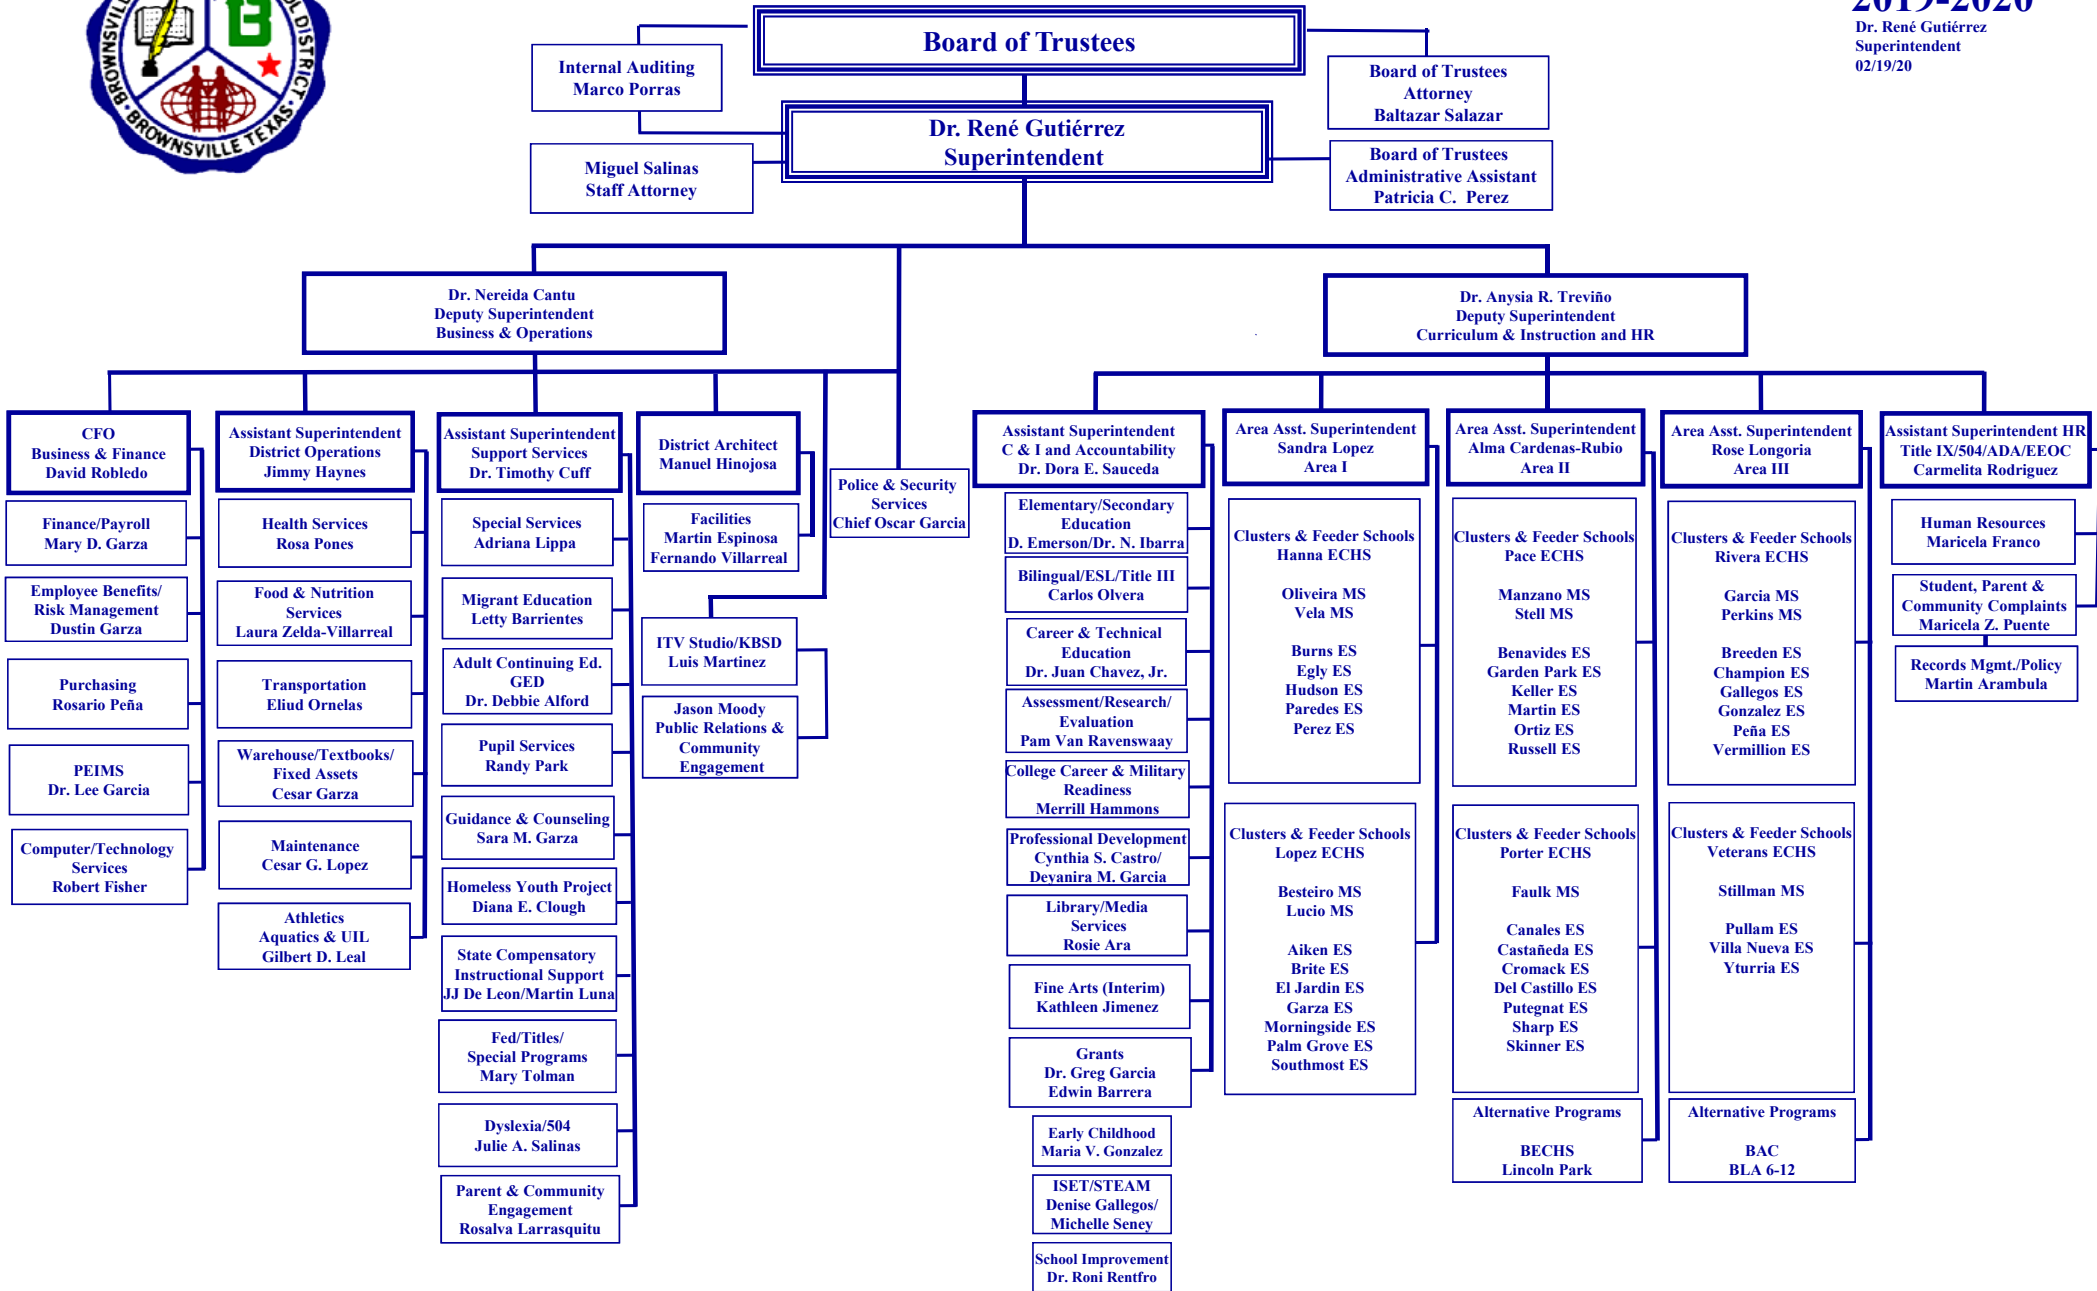 BROWNSVILLE
OL DISTRICT
BROWNSVILLE TEXAS
B
2019-2020
Dr. René Gutiérrez
Superintendent
02/19/20
Board of Trustees
Internal Auditing
Marco Porras
Board of Trustees
Attorney
Baltazar Salazar
Dr. René Gutiérrez
Superintendent
Miguel Salinas
Staff Attorney
Board of Trustees
Administrative Assistant
Patricia C. Perez
Dr. Nereida Cantu
Deputy Superintendent
Business & Operations
Dr. Anysia R. Treviño
Deputy Superintendent
Curriculum & Instruction and HR
CFO
Business & Finance
David Robledo
Finance/Payroll
Mary D. Garza
Employee Benefits/
Risk Management
Dustin Garza
Purchasing
Rosario Peña
PEIMS
Dr. Lee Garcia
Computer/Technology
Services
Robert Fisher
Assistant Superintendent
District Operations
Jimmy Haynes
Health Services
Rosa Pones
Food & Nutrition
Services
Laura Zelda-Villarreal
Transportation
Eliud Ornelas
Warehouse/Textbooks/
Fixed Assets
Cesar Garza
Maintenance
Cesar G. Lopez
Athletics
Aquatics & UIL
Gilbert D. Leal
Assistant Superintendent
Support Services
Dr. Timothy Cuff
Special Services
Adriana Lippa
Migrant Education
Letty Barrientes
Adult Continuing Ed.
GED
Dr. Debbie Alford
Pupil Services
Randy Park
Guidance & Counseling
Sara M. Garza
Homeless Youth Project
Diana E. Clough
State Compensatory
Instructional Support
JJ De Leon/Martin Luna
Fed/Titles/
Special Programs
Mary Tolman
Dyslexia/504
Julie A. Salinas
Parent & Community
Engagement
Rosalva Larrasquitu
District Architect
Manuel Hinojosa
Facilities
Martin Espinosa
Fernando Villarreal
ITV Studio/KBSD
Luis Martinez
Jason Moody
Public Relations &
Community
Engagement
Police & Security
Services
Chief Oscar Garcia
Assistant Superintendent
C & I and Accountability
Dr. Dora E. Sauceda
Elementary/Secondary
Education
D. Emerson/Dr. N. Ibarra
Bilingual/ESL/Title III
Carlos Olvera
Career & Technical
Education
Dr. Juan Chavez, Jr.
Assessment/Research/
Evaluation
Pam Van Ravenswaay
College Career & Military
Readiness
Merrill Hammons
Professional Development
Cynthia S. Castro/
Deyanira M. Garcia
Library/Media
Services
Rosie Ara
Fine Arts (Interim)
Kathleen Jimenez
Grants
Dr. Greg Garcia
Edwin Barrera
Early Childhood
Maria V. Gonzalez
ISET/STEAM
Denise Gallegos/
Michelle Seney
School Improvement
Dr. Roni Rentfro
Area Asst. Superintendent
Sandra Lopez
Area I
Clusters & Feeder Schools
Hanna ECHS
Oliveira MS
Vela MS
Burns ES
Egly ES
Hudson ES
Paredes ES
Perez ES
Clusters & Feeder Schools
Lopez ECHS
Besteiro MS
Lucio MS
Aiken ES
Brite ES
El Jardin ES
Garza ES
Morningside ES
Palm Grove ES
Southmost ES
Area Asst. Superintendent
Alma Cardenas-Rubio
Area II
Clusters & Feeder Schools
Pace ECHS
Manzano MS
Stell MS
Benavides ES
Garden Park ES
Keller ES
Martin ES
Ortiz ES
Russell ES
Clusters & Feeder Schools
Porter ECHS
Faulk MS
Canales ES
Castañeda ES
Cromack ES
Del Castillo ES
Putegnat ES
Sharp ES
Skinner ES
Alternative Programs
BECHS
Lincoln Park
Area Asst. Superintendent
Rose Longoria
Area III
Clusters & Feeder Schools
Rivera ECHS
Garcia MS
Perkins MS
Breeden ES
Champion ES
Gallegos ES
Gonzalez ES
Peña ES
Vermillion ES
Clusters & Feeder Schools
Veterans ECHS
Stillman MS
Pullam ES
Villa Nueva ES
Yturria ES
Alternative Programs
BAC
BLA 6-12
Assistant Superintendent HR
Title IX/504/ADA/EEOC
Carmelita Rodriguez
Human Resources
Maricela Franco
Student, Parent &
Community Complaints
Maricela Z. Puente
Records Mgmt./Policy
Martin Arambula